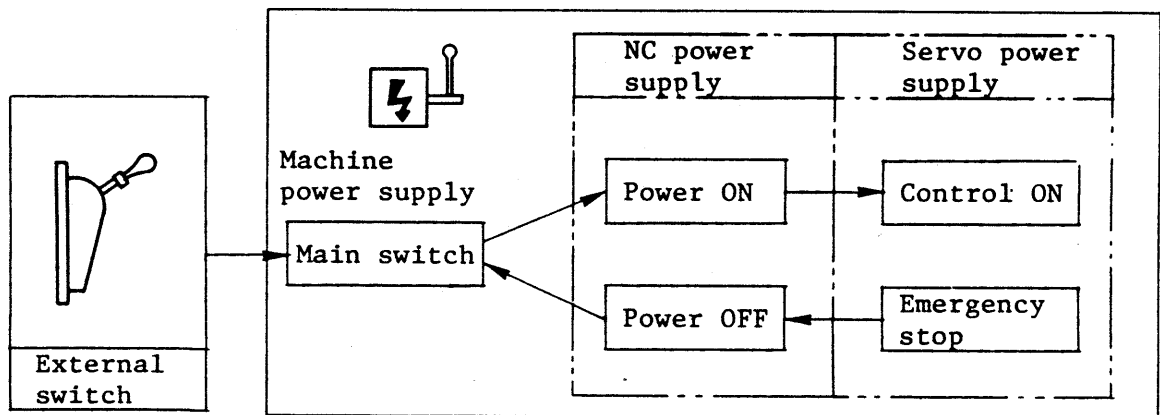 NC power
supply
Servo power
supply
Machine
power supply
Power ON
Control ON
Main switch
Power OFF
Emergency
stop
External
switch